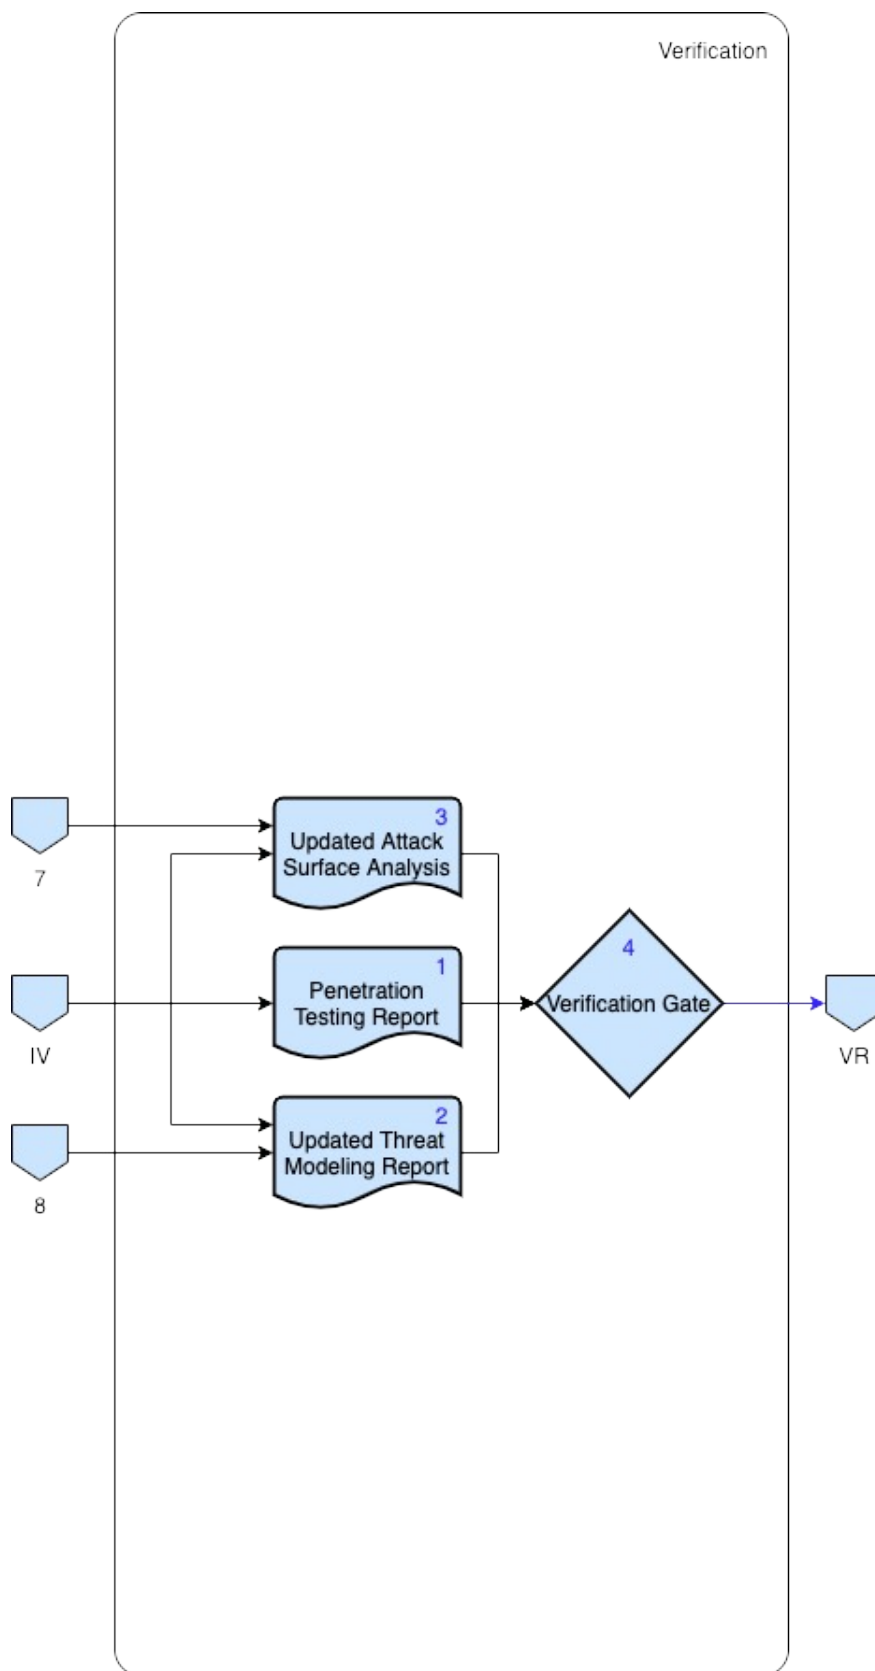 Verification
3
Updated Attack
Surface Analysis
7
1
Penetration
Testing Report
IV
4
Verification Gate
VR
2
Updated Threat
Modeling Report
8